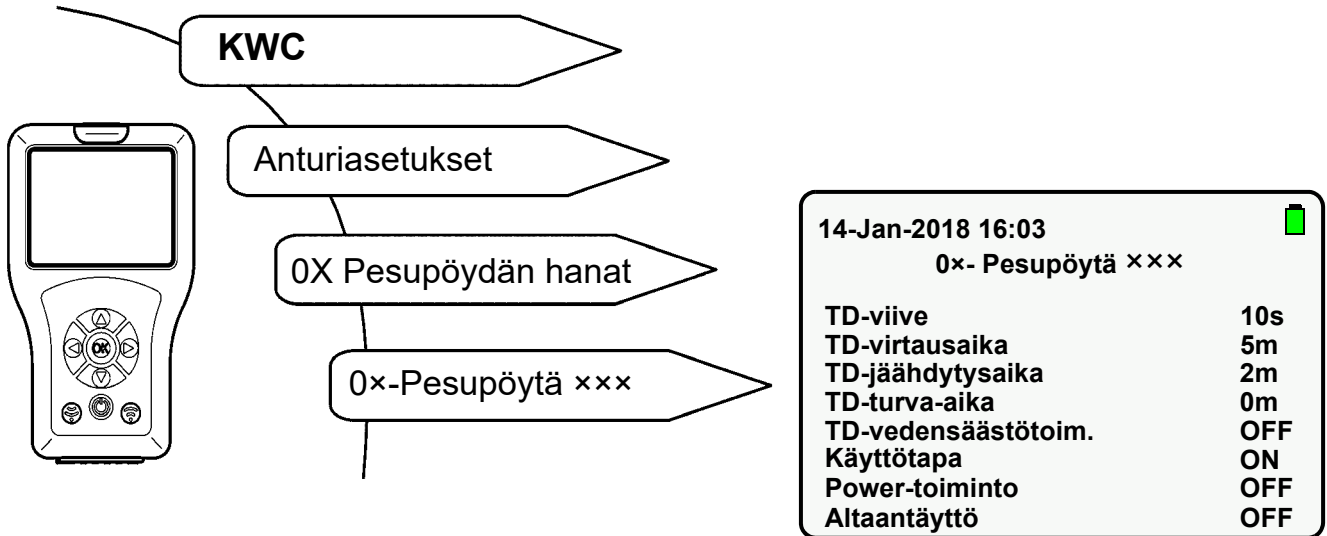 KWC
Anturiasetukset
0X Pesupöydän hanat
0×-Pesupöytä ×××
OK
14-Jan-2018 16:03
0×- Pesupöytä ×××
TD-viive 10s
TD-virtausaika 5m
TD-jäähdytysaika 2m
TD-turva-aika 0m
TD-vedensäästötoim. OFF
Käyttötapa ON
Power-toiminto OFF
Altaantäyttö OFF